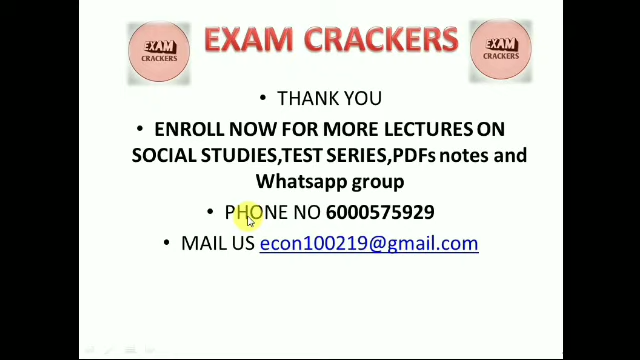 EXAM CRACKERS
EXAM CRACKERS
EXAM CRACKERS
• THANK YOU
• ENROLL NOW FOR MORE LECTURES ON
SOCIAL STUDIES,TEST SERIES,PDFs notes and
Whatsapp group
• PHONE NO 6000575929
• MAIL US econ100219@gmail.com